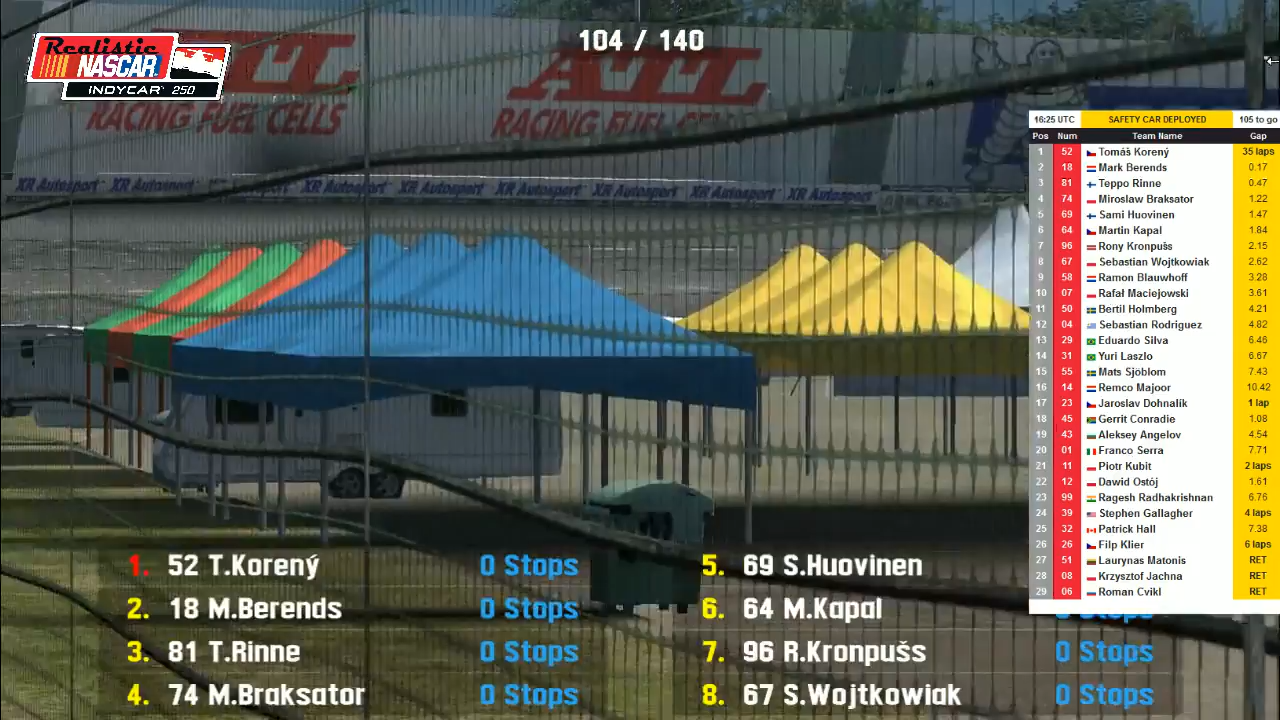 Realistic
NASCAR
INDYCAR 250
104 / 140
ATL
RACING FUEL CELLS
ATL
RACING FUEL CELLS
XR Autosport XR Autosport XR Autosport XR Autosport XR Autosport XR Autosport XR Autosport XR Autosport XR Autosport
16:25 UTC SAFETY CAR DEPLOYED 105 to go
Pos Num Team Name Gap
1 52 Tomáš Korený 35 laps
2 18 Mark Berends 0.17
3 81 Teppo Rinne 0.47
4 74 Miroslaw Braksator 1.22
5 69 Sami Huovinen 1.47
6 64 Martin Kapal 1.84
7 96 Rony Kronpušs 2.15
8 67 Sebastian Wojtkowiak 2.62
9 58 Ramon Blauwhoff 3.28
10 07 Rafał Maciejowski 3.61
11 50 Bertil Holmberg 4.21
12 04 Sebastian Rodriguez 4.82
13 29 Eduardo Silva 6.46
14 31 Yuri Laszlo 6.67
15 55 Mats Sjöblom 7.43
16 14 Remco Majoor 10.42
17 23 Jaroslav Dohnalík 1 lap
18 45 Gerrit Conradie 1.08
19 43 Aleksey Angelov 4.54
20 01 Franco Serra 7.71
21 11 Piotr Kubit 2 laps
22 12 Dawid Ostój 1.61
23 99 Ragesh Radhakrishnan 6.76
24 39 Stephen Gallagher 4 laps
25 32 Patrick Hall 7.38
26 26 Filp Klier 6 laps
27 51 Laurynas Matonis RET
28 08 Krzysztof Jachna RET
29 06 Roman Cvikl RET
1. 52 T.Korený 0 Stops
2. 18 M.Berends 0 Stops
3. 81 T.Rinne 0 Stops
4. 74 M.Braksator 0 Stops
5. 69 S.Huovinen
6. 64 M.Kapal 0 Stops
7. 96 R.Kronpušs 0 Stops
8. 67 S.Wojtkowiak 0 Stops